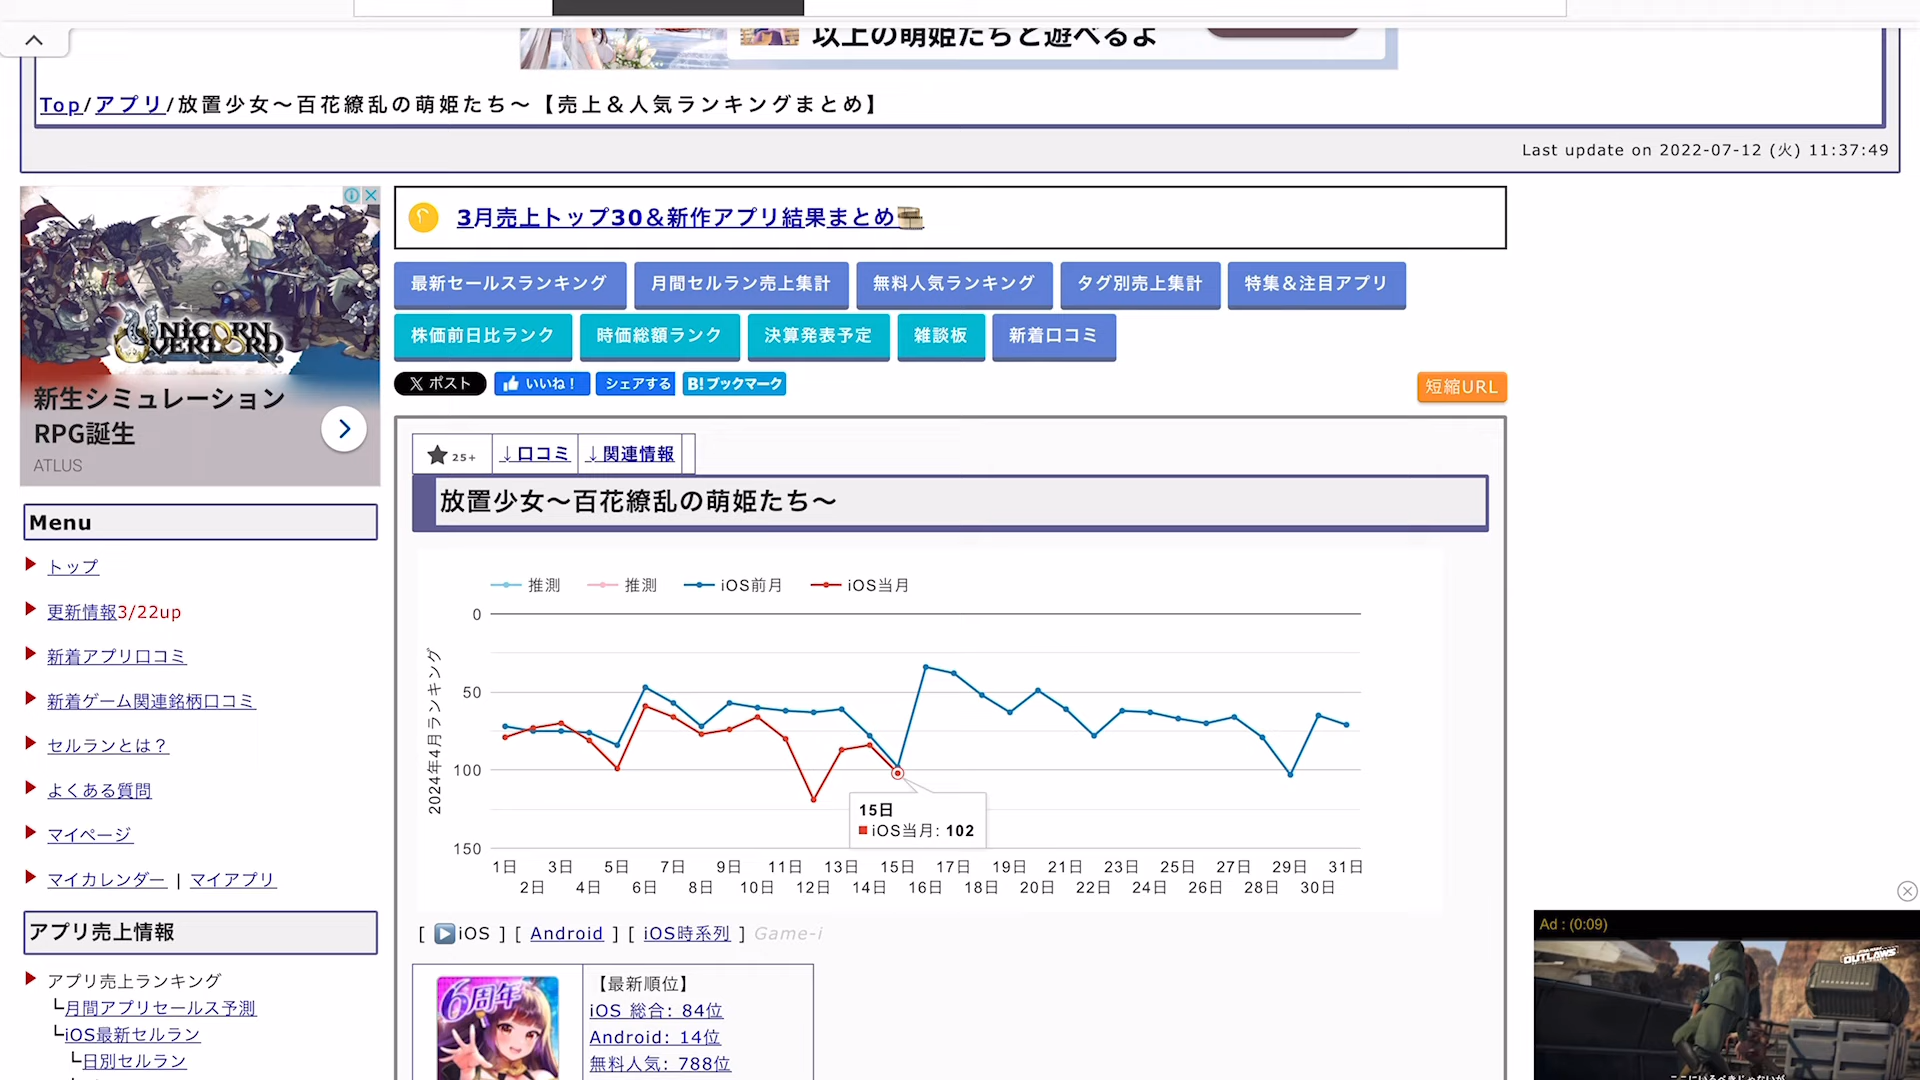 以上の萌姫たちと遊べるよ
Top/アプリ/放置少女～百花繚乱の萌姫たち～【売上＆人気ランキングまとめ】
Last update on 2022-07-12 (火) 11:37:49
3月売上トップ30＆新作アプリ結果まとめ
最新セールスランキング 月間セルラン売上集計 無料人気ランキング タグ別売上集計 特集＆注目アプリ
株価前日比ランク 時価総額ランク 決算発表予定 雑談板 新着口コミ
X ポスト いいね！ シェアする B!ブックマーク 短縮URL
UNICORN
OVERLORD
新生シミュレーション
RPG誕生
ATLUS
Menu
トップ
更新情報3/22up
新着アプリ口コミ
新着ゲーム関連銘柄口コミ
セルランとは？
よくある質問
マイページ
マイカレンダー | マイアプリ
アプリ売上情報
アプリ売上ランキング
┗月間アプリセールス予測
┗iOS最新セルラン
┗日別セルラン
★ 25+ ↓口コミ ↓関連情報
放置少女～百花繚乱の萌姫たち～
推測 推測 iOS前月 iOS当月
2024年4月ランキング
0
50
100
150
15日
iOS当月: 102
1日 3日 5日 7日 9日 11日 13日 15日 17日 19日 21日 23日 25日 27日 29日 31日
2日 4日 6日 8日 10日 12日 14日 16日 18日 20日 22日 24日 26日 28日 30日
[ iOS ] [ Android ] [ iOS時系列 ] Game-i
6周年
【最新順位】
iOS 総合: 84位
Android: 14位
無料人気: 788位
Ad : (0:09)
STAR WARS
OUTLAWS